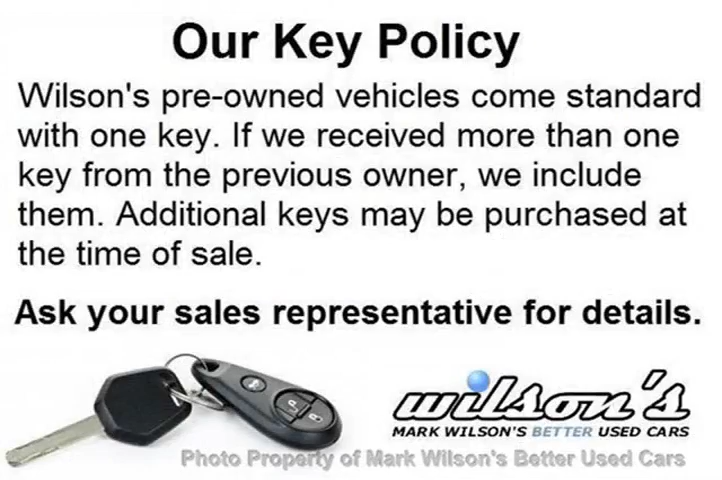 Our Key Policy
Wilson's pre-owned vehicles come standard
with one key. If we received more than one
key from the previous owner, we include
them. Additional keys may be purchased at
the time of sale.
Ask your sales representative for details.
wilson's
MARK WILSON'S BETTER USED CARS
Photo Property of Mark Wilson's Better Used Cars